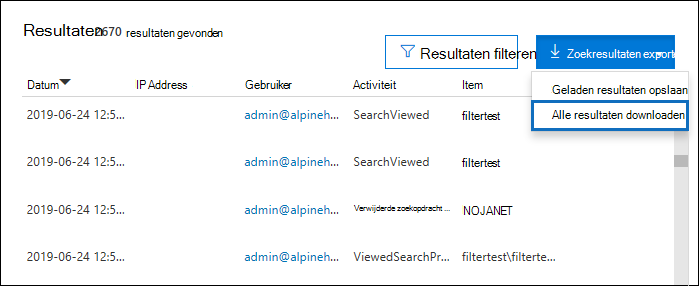 Resultaten 2670 resultaten gevonden
Resultaten filteren Zoekresultaten exporte
Datum IP Address Gebruiker Activiteit Item
Geladen resultaten opslaan
Alle resultaten downloaden
2019-06-24 12:5... admin@alpineh... SearchViewed filtertest
2019-06-24 12:5... admin@alpineh... SearchViewed filtertest
2019-06-24 12:5... admin@alpineh... Verwijderde zoekopdracht ... NOJANET
2019-06-24 12:5... admin@alpineh... ViewedSearchPr... filtertest\filterte...